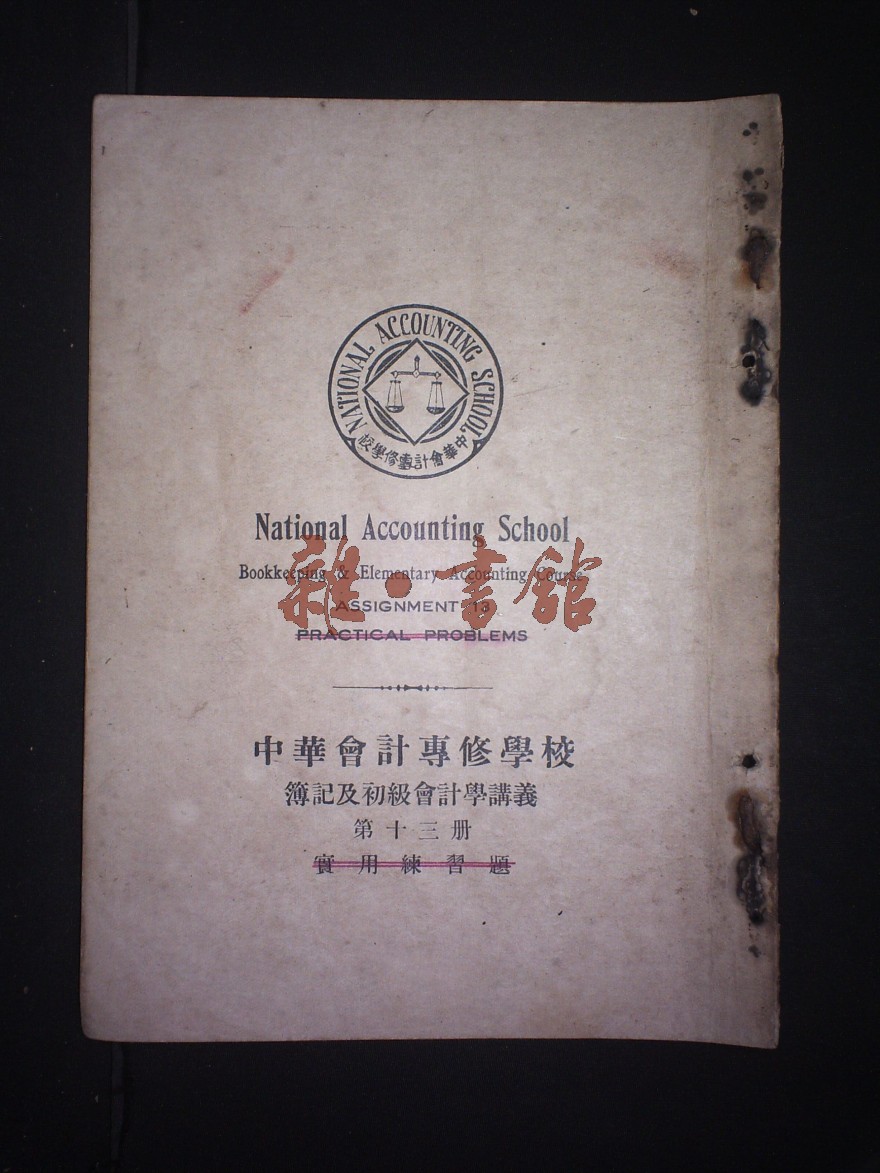 NATIONAL ACCOUNTING SCHOOL
中華會計專修學校
National Accounting School
Bookkeeping & Elementary Accounting Course
ASSIGNMENT 13
PRACTICAL PROBLEMS
雜·書館
中華會計專修學校
簿記及初級會計學講義
第十三册
實用練習題